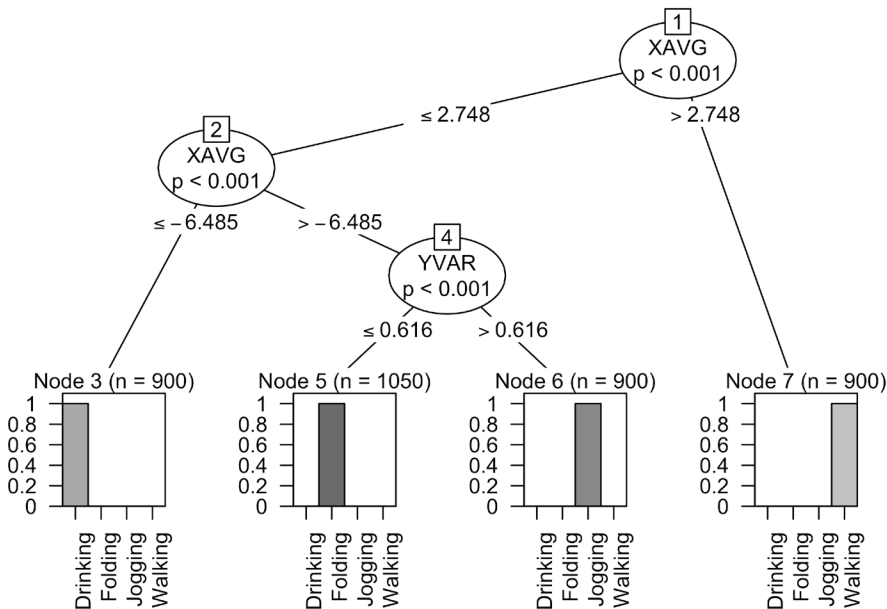 1
XAVG
p < 0.001
≤ 2.748
> 2.748
2
XAVG
p < 0.001
≤ −6.485
> −6.485
4
YVAR
p < 0.001
≤ 0.616
> 0.616
Node 3 (n = 900)
1
0.8
0.6
0.4
0.2
0
Drinking
Folding
Jogging
Walking
Node 5 (n = 1050)
1
0.8
0.6
0.4
0.2
0
Drinking
Folding
Jogging
Walking
Node 6 (n = 900)
1
0.8
0.6
0.4
0.2
0
Drinking
Folding
Jogging
Walking
Node 7 (n = 900)
1
0.8
0.6
0.4
0.2
0
Drinking
Folding
Jogging
Walking